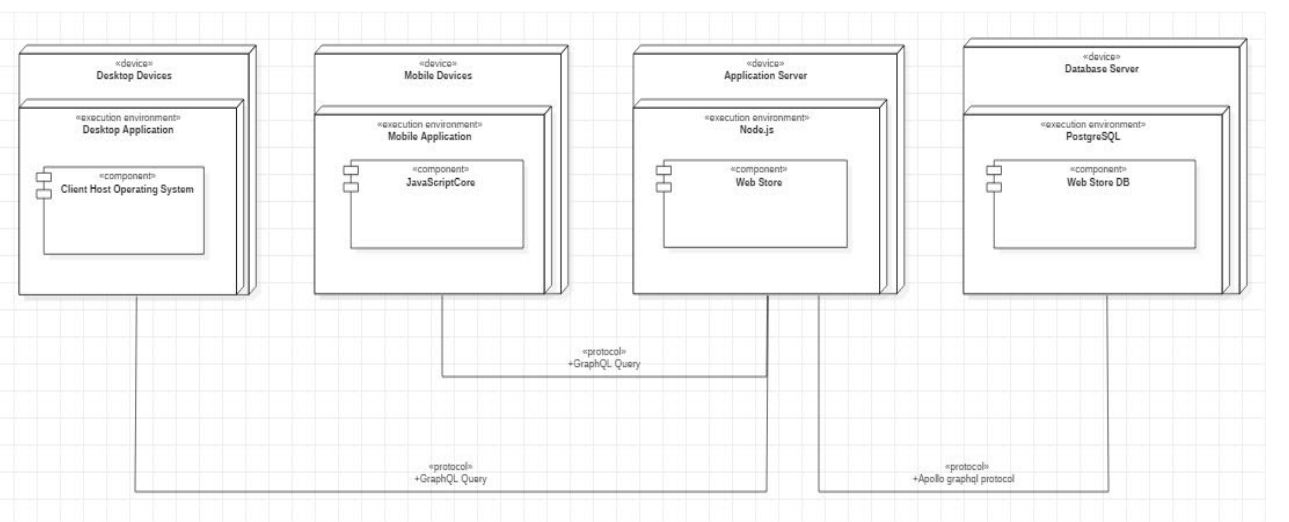 «device»
Desktop Devices
«execution environment»
Desktop Application
«component»
Client Host Operating System
«device»
Mobile Devices
«execution environment»
Mobile Application
«component»
JavaScriptCore
«device»
Application Server
«execution environment»
Node.js
«component»
Web Store
«device»
Database Server
«execution environment»
PostgreSQL
«component»
Web Store DB
«protocol»
+GraphQL Query
«protocol»
+GraphQL Query
«protocol»
+Apollo graphql protocol